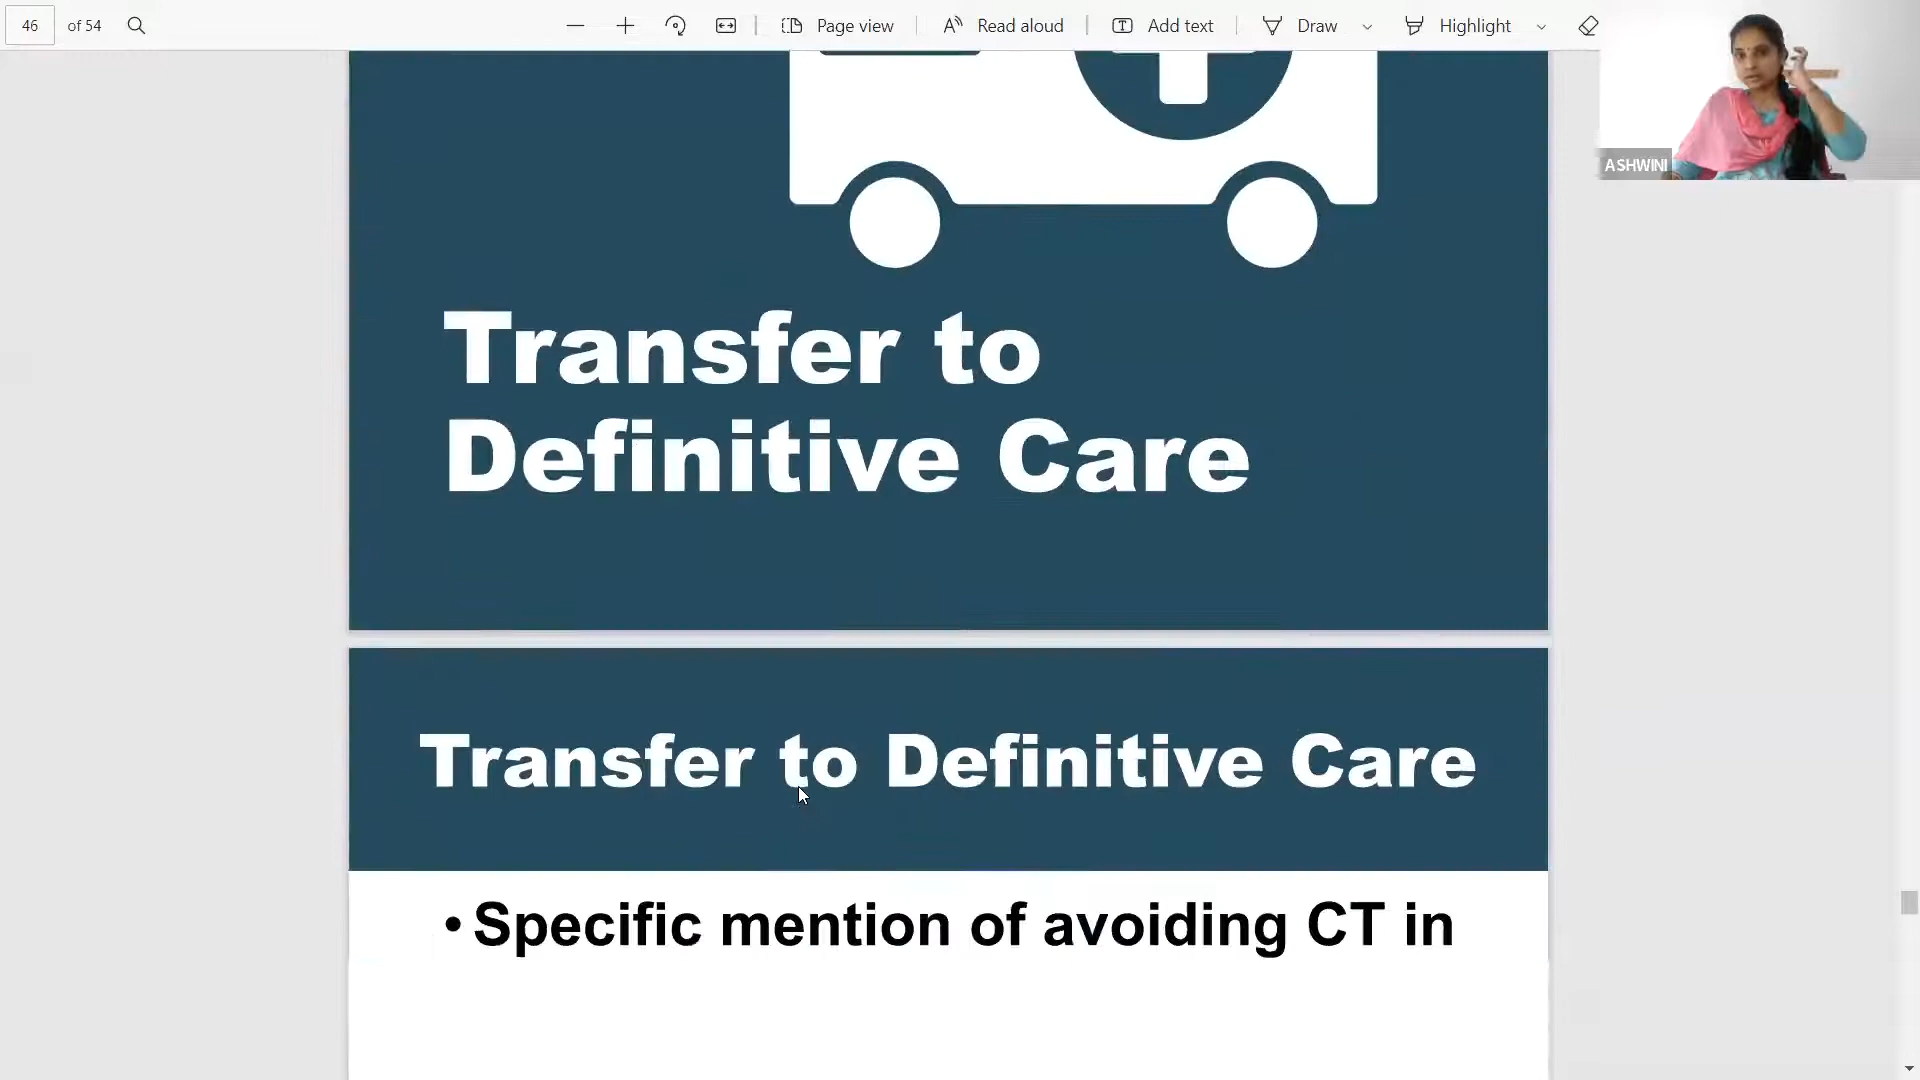 46 of 54 Page view Read aloud Add text Draw Highlight
ASHWINI
Transfer to
Definitive Care
Transfer to Definitive Care
• Specific mention of avoiding CT in